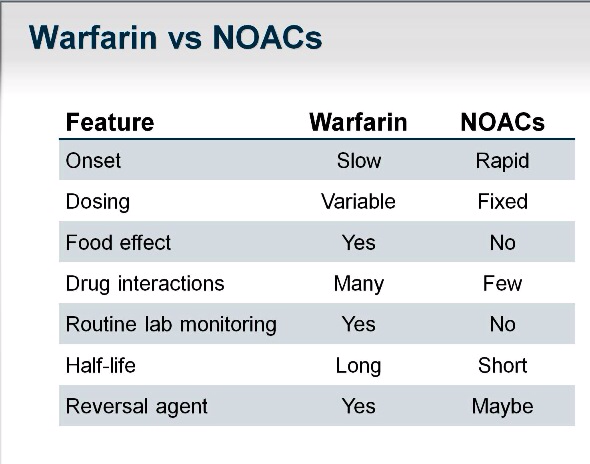 Warfarin vs NOACs
Feature Warfarin NOACs
Onset Slow Rapid
Dosing Variable Fixed
Food effect Yes No
Drug interactions Many Few
Routine lab monitoring Yes No
Half-life Long Short
Reversal agent Yes Maybe